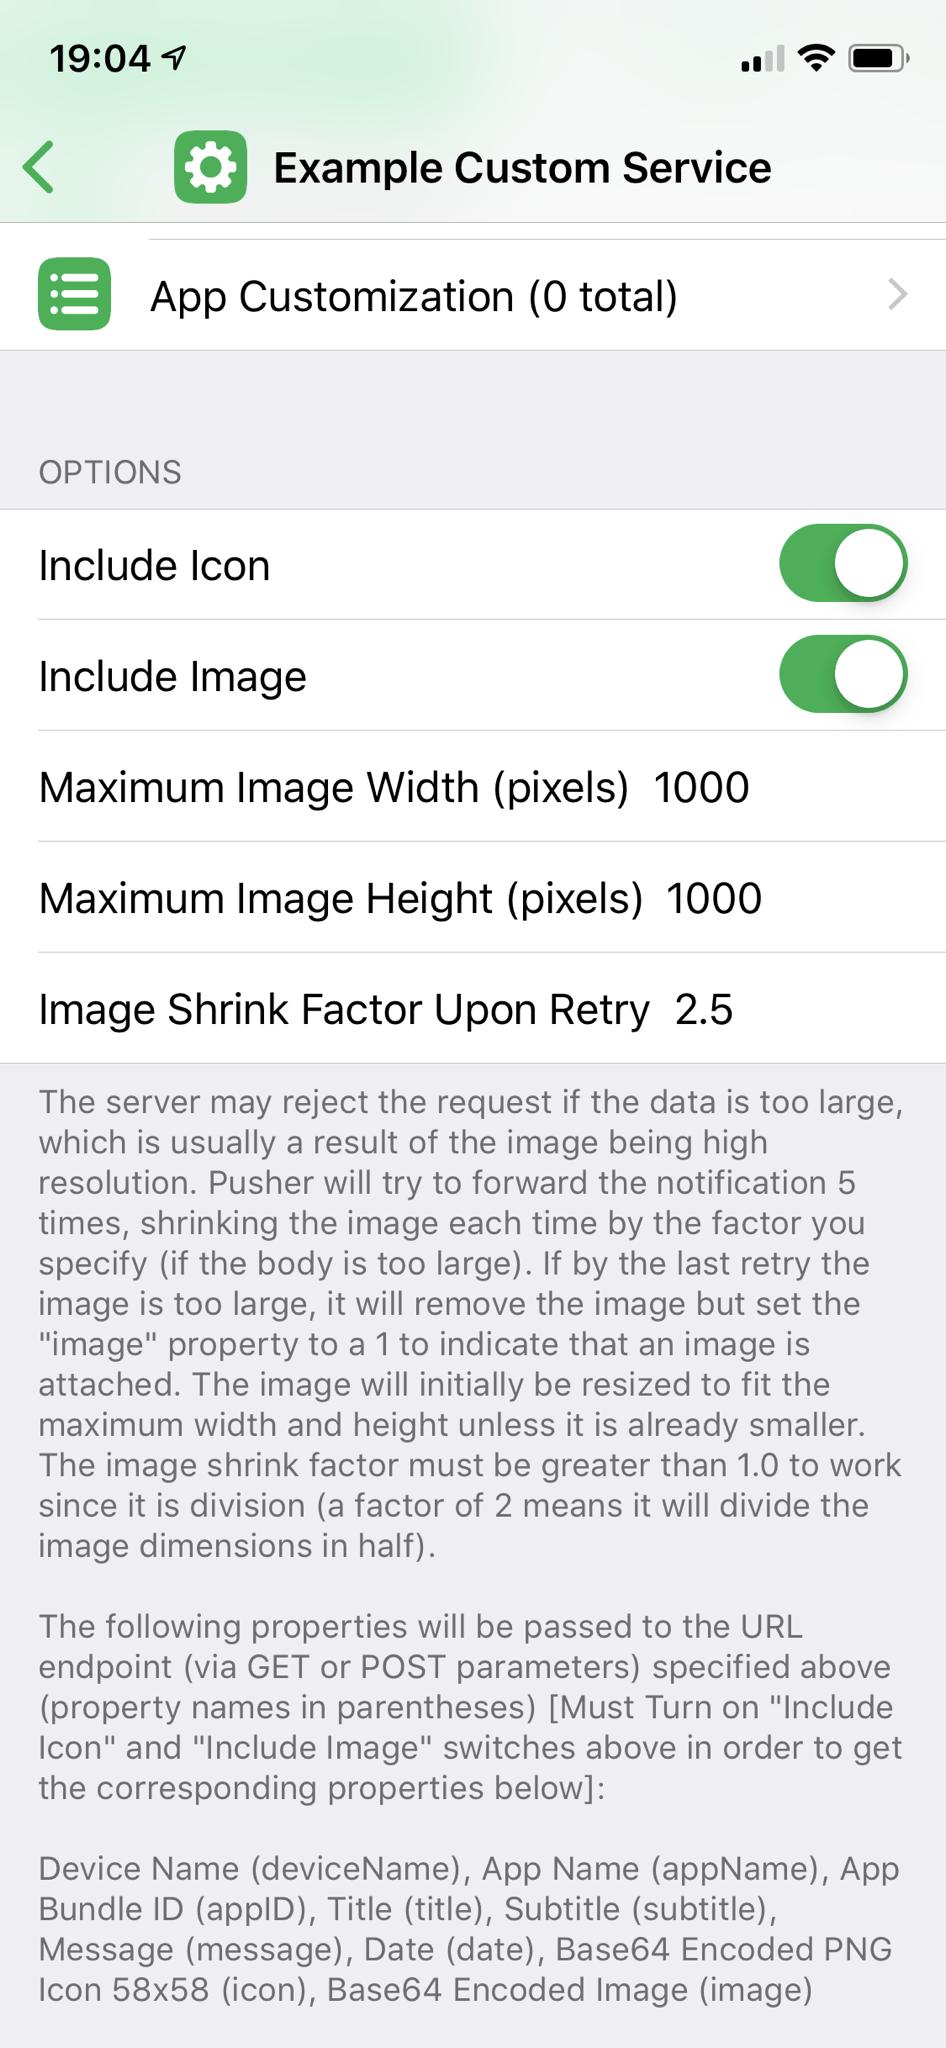 19:04
Example Custom Service
App Customization (0 total)
OPTIONS
Include Icon
Include Image
Maximum Image Width (pixels) 1000
Maximum Image Height (pixels) 1000
Image Shrink Factor Upon Retry 2.5
The server may reject the request if the data is too large,
which is usually a result of the image being high
resolution. Pusher will try to forward the notification 5
times, shrinking the image each time by the factor you
specify (if the body is too large). If by the last retry the
image is too large, it will remove the image but set the
"image" property to a 1 to indicate that an image is
attached. The image will initially be resized to fit the
maximum width and height unless it is already smaller.
The image shrink factor must be greater than 1.0 to work
since it is division (a factor of 2 means it will divide the
image dimensions in half).
The following properties will be passed to the URL
endpoint (via GET or POST parameters) specified above
(property names in parentheses) [Must Turn on "Include
Icon" and "Include Image" switches above in order to get
the corresponding properties below]:
Device Name (deviceName), App Name (appName), App
Bundle ID (appID), Title (title), Subtitle (subtitle),
Message (message), Date (date), Base64 Encoded PNG
Icon 58x58 (icon), Base64 Encoded Image (image)